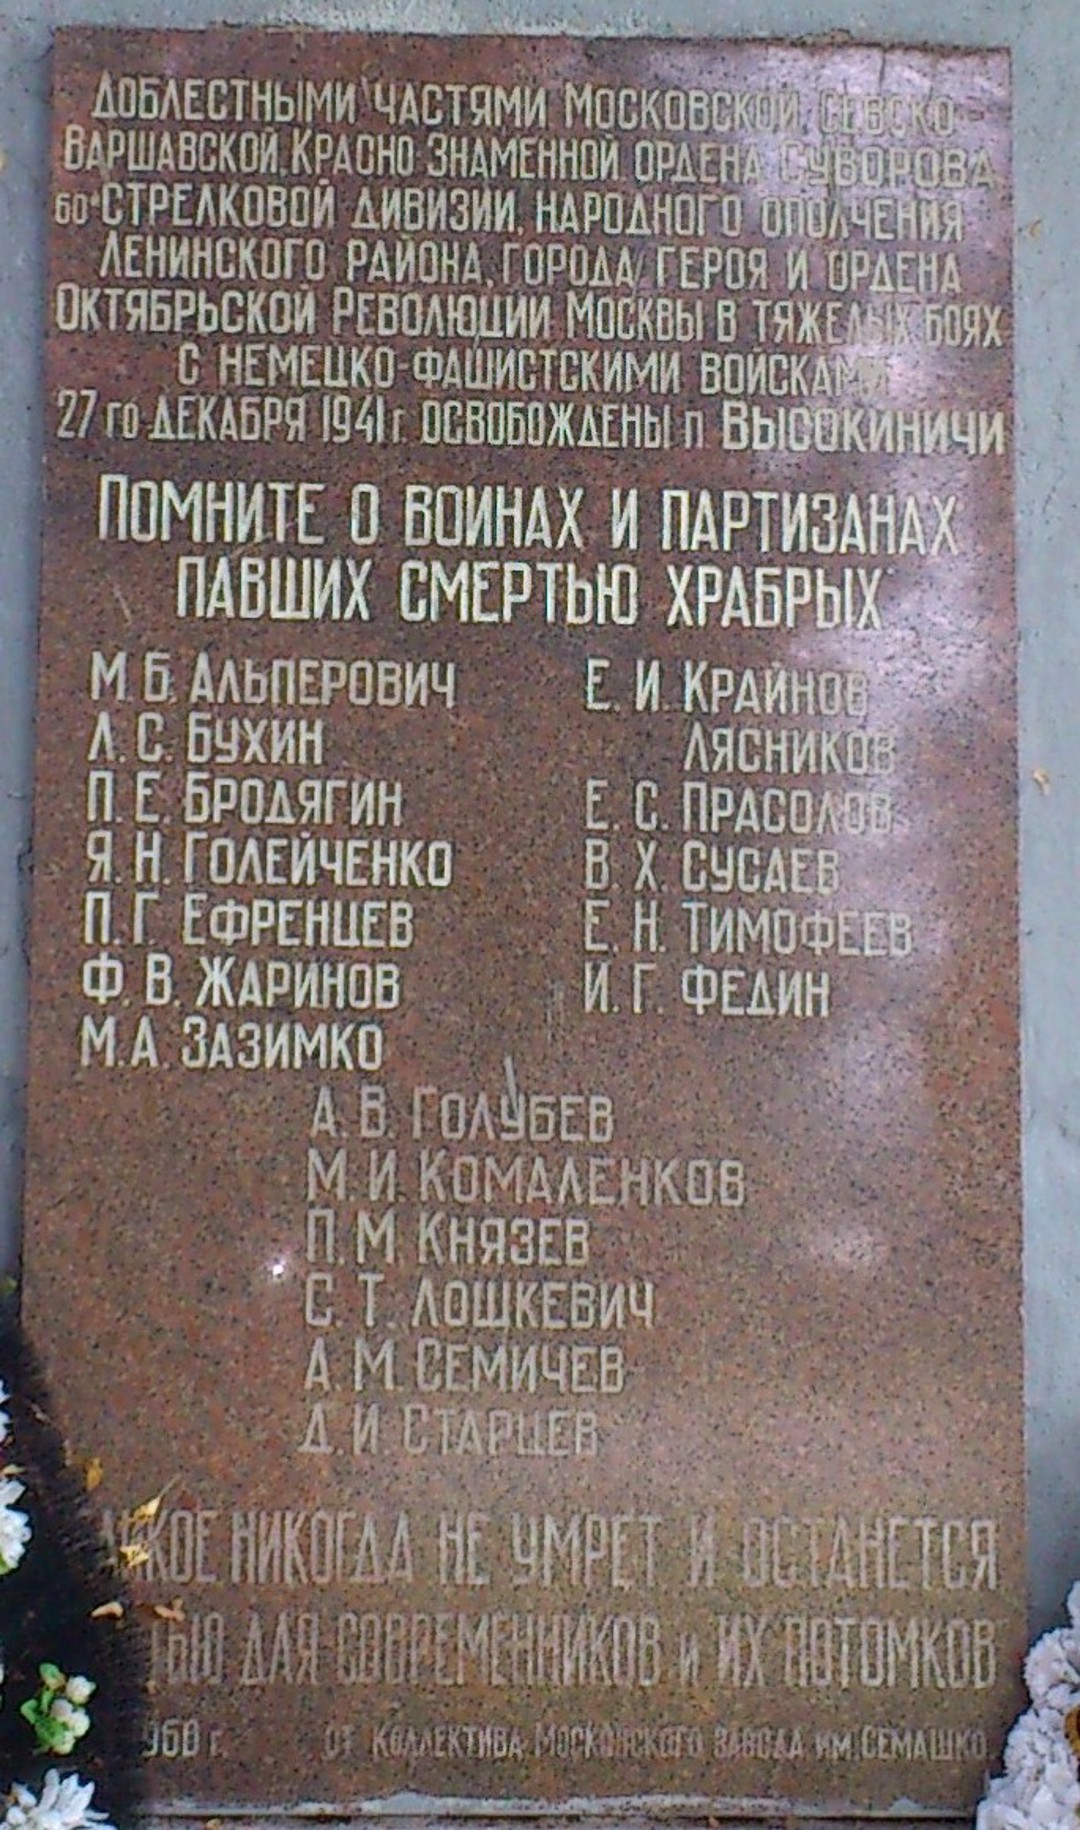 Доблестными частями Московской Севско-
Варшавской, Красно Знаменной ордена Суворова
60й стрелковой дивизии, народного ополчения
Ленинского района, города героя и ордена
Октябрьской Революции Москвы в тяжелых боях
с немецко-фашистскими войсками
27го декабря 1941 г. освобождены п Высокиничи
Помните о воинах и партизанах
павших смертью храбрых
М. Б. Альперович
Л. С. Бухин
П. Е. Бродягин
Я. Н. Голейченко
П. Г. Ефренцев
Ф. В. Жаринов
М. А. Зазимко
Е. И. Крайнов
Лясников
Е. С. Прасолов
В. Х. Сусаев
Е. Н. Тимофеев
И. Г. Федин
А. В. Голубев
М. И. Комаленков
П. М. Князев
С. Т. Лошкевич
А. М. Семичев
Д. И. Старцев
никогда не умрет и останется
для современников и их потомков
г. от коллектива Московского завода им. Семашко.